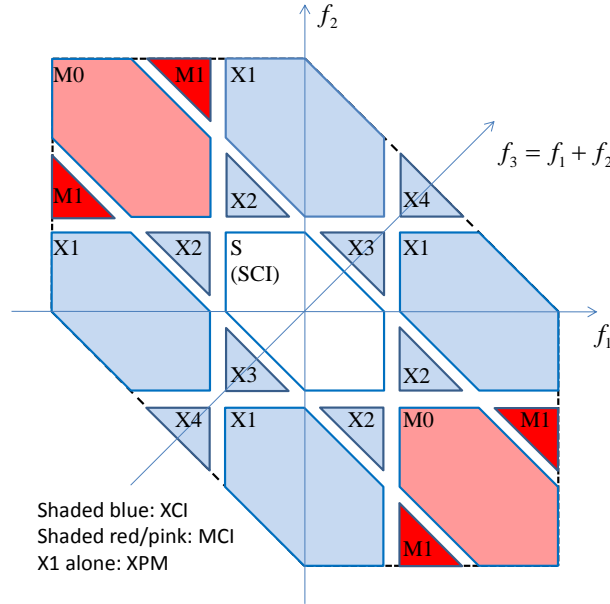 f₂
M0 M1 X1
f₃ = f₁ + f₂
M1 X2 X4
X1 X2 S X3 X1
(SCI)
f₁
X3 X2
X4 X1 X2 M0 M1
Shaded blue: XCI
Shaded red/pink: MCI
X1 alone: XPM
M1